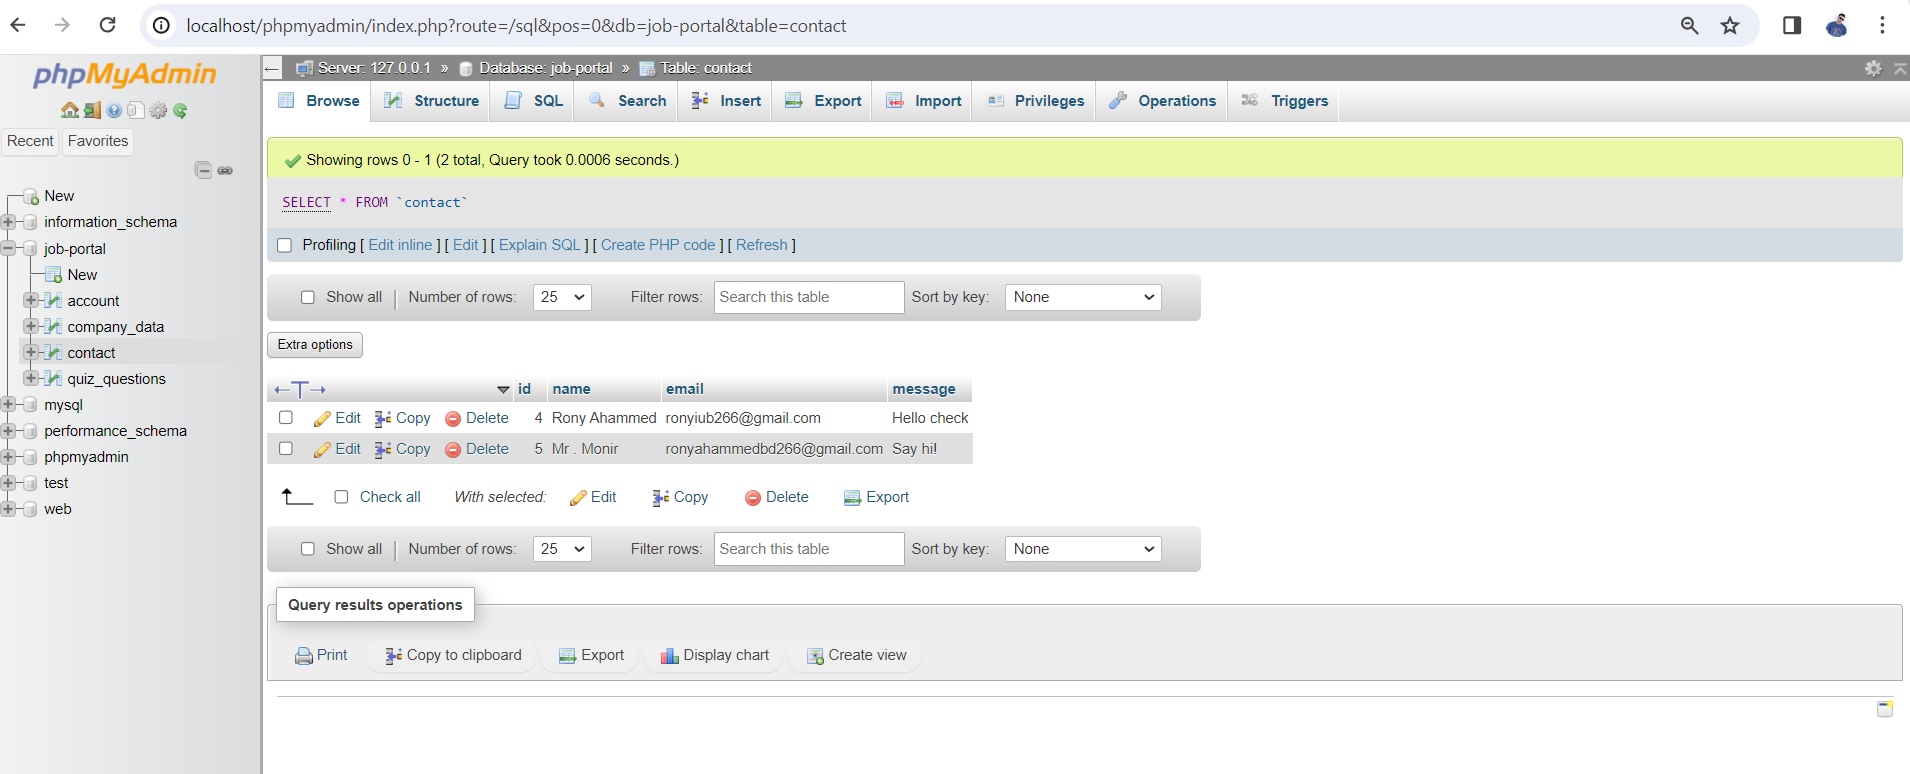 localhost/phpmyadmin/index.php?route=/sql&pos=0&db=job-portal&table=contact
phpMyAdmin
Recent Favorites
New
information_schema
job-portal
New
account
company_data
contact
quiz_questions
mysql
performance_schema
phpmyadmin
test
web
Server: 127.0.0.1 » Database: job-portal » Table: contact
Browse Structure SQL Search Insert Export Import Privileges Operations Triggers
Showing rows 0 - 1 (2 total, Query took 0.0006 seconds.)
SELECT * FROM `contact`
Profiling [ Edit inline ] [ Edit ] [ Explain SQL ] [ Create PHP code ] [ Refresh ]
Show all Number of rows: 25 Filter rows: Search this table Sort by key: None
Extra options
←T→ id name email message
Edit Copy Delete 4 Rony Ahammed ronyiub266@gmail.com Hello check
Edit Copy Delete 5 Mr . Monir ronyahammedbd266@gmail.com Say hi!
Check all With selected: Edit Copy Delete Export
Show all Number of rows: 25 Filter rows: Search this table Sort by key: None
Query results operations
Print Copy to clipboard Export Display chart Create view